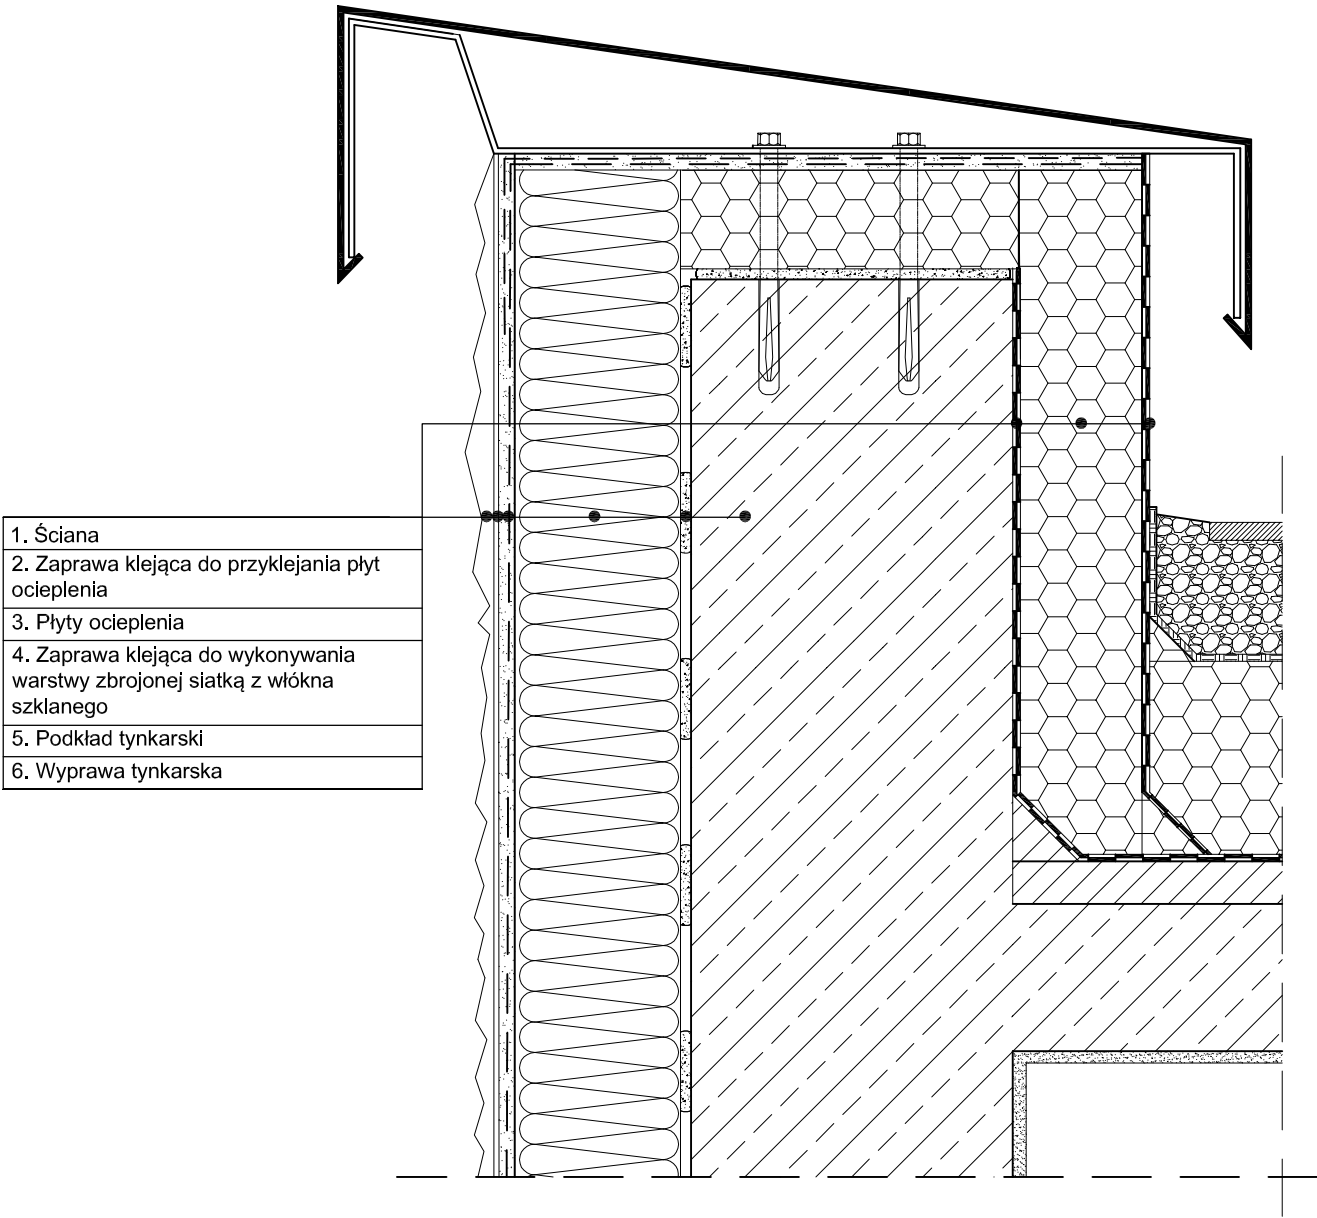 1. Ściana
2. Zaprawa klejąca do przyklejania płyt
ocieplenia
3. Płyty ocieplenia
4. Zaprawa klejąca do wykonywania
warstwy zbrojonej siatką z włókna
szklanego
5. Podkład tynkarski
6. Wyprawa tynkarska